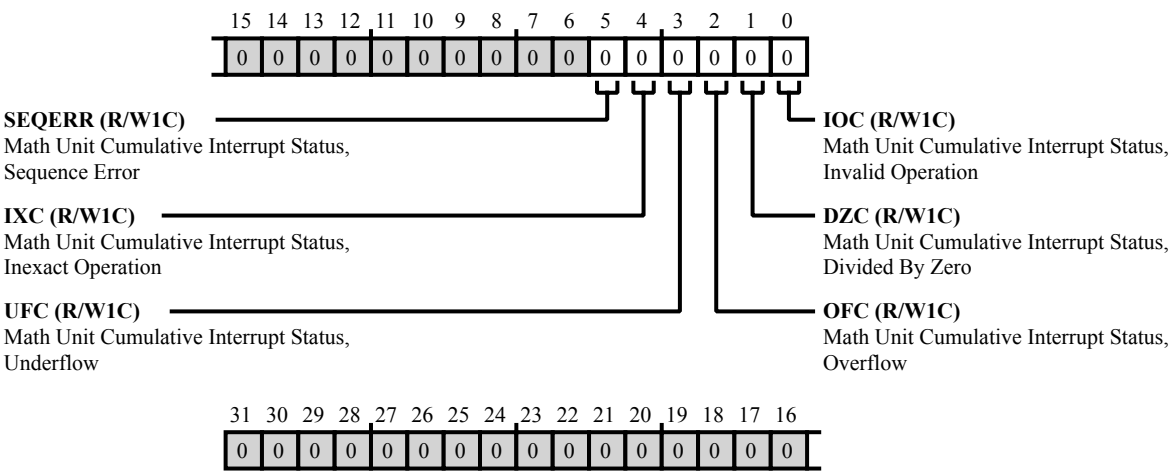 15 14 13 12 11 10 9 8 7 6 5 4 3 2 1 0
0 0 0 0 0 0 0 0 0 0 0 0 0 0 0 0
SEQERR (R/W1C)
Math Unit Cumulative Interrupt Status,
Sequence Error
IXC (R/W1C)
Math Unit Cumulative Interrupt Status,
Inexact Operation
UFC (R/W1C)
Math Unit Cumulative Interrupt Status,
Underflow
IOC (R/W1C)
Math Unit Cumulative Interrupt Status,
Invalid Operation
DZC (R/W1C)
Math Unit Cumulative Interrupt Status,
Divided By Zero
OFC (R/W1C)
Math Unit Cumulative Interrupt Status,
Overflow
31 30 29 28 27 26 25 24 23 22 21 20 19 18 17 16
0 0 0 0 0 0 0 0 0 0 0 0 0 0 0 0